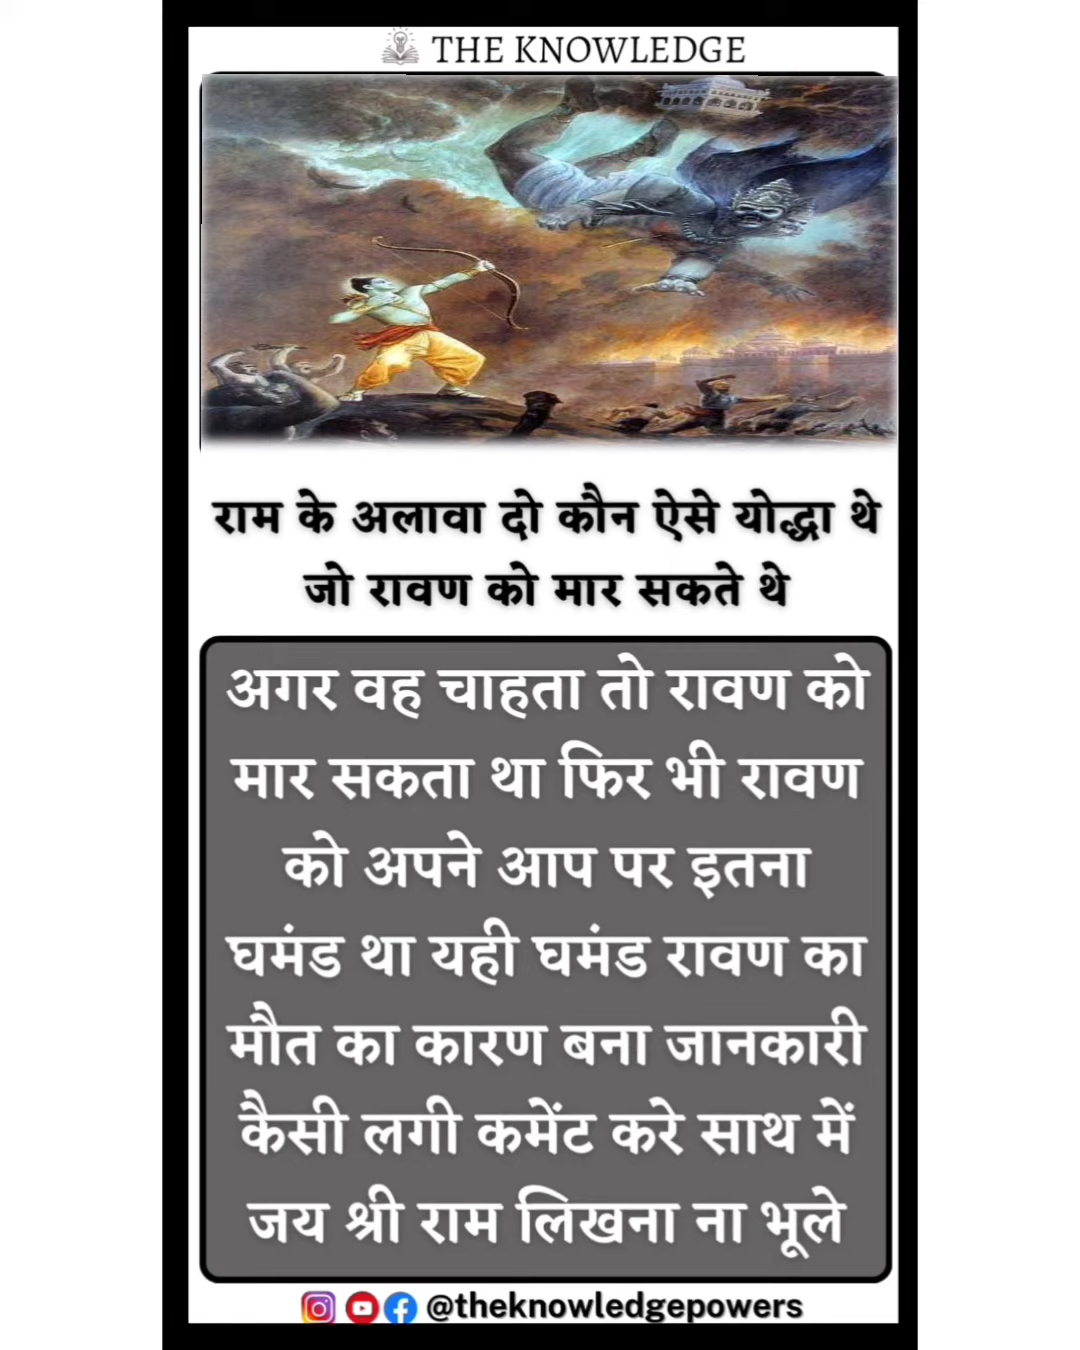 THE KNOWLEDGE
राम के अलावा दो कौन ऐसे योद्धा थे
जो रावण को मार सकते थे
अगर वह चाहता तो रावण को
मार सकता था फिर भी रावण
को अपने आप पर इतना
घमंड था यही घमंड रावण का
मौत का कारण बना जानकारी
कैसी लगी कमेंट करे साथ में
जय श्री राम लिखना ना भूले
@theknowledgepowers